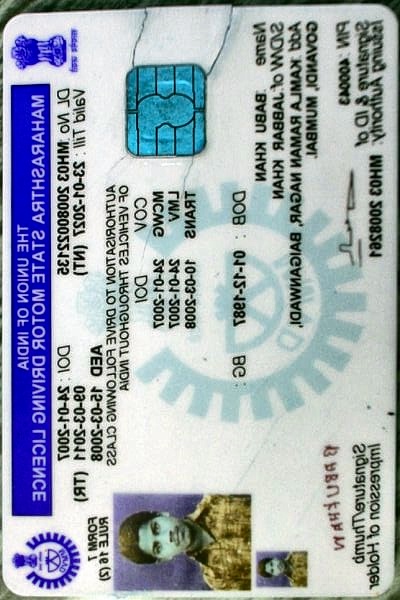 THE UNION OF INDIA
MAHARASHTRA STATE MOTOR DRIVING LICENCE
DL No. : MH03 20080022135 DOI : 24-01-2007
Valid Till : 23-01-2027 (NT) 09-03-2011 (TR)
AED 15-03-2008
FORM 7
RULE 16 (2)
AUTHORISATION TO DRIVE FOLLOWING CLASS
OF VEHICLES THROUGHOUT INDIA
COV DOI
MCWG 24-01-2007
LMV 24-01-2007
TRANS 10-03-2008
DOB : 01-12-1987 BG :
Name : BABU KHAN
S/D/W of : JABBAR KHAN
Add : KAMLA RAMAN NAGAR, BAIGANWADI,
GOVANDI, MUMBAI.
PIN : 400043
Signature & ID of
Issuing Authority: MH03 2008261
Signature/Thumb
Impression of Holder
BABUKHAN